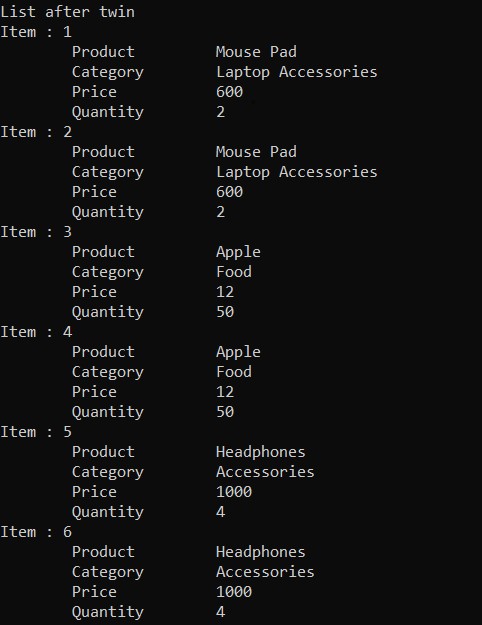 List after twin
Item : 1
Product Mouse Pad
Category Laptop Accessories
Price 600
Quantity 2
Item : 2
Product Mouse Pad
Category Laptop Accessories
Price 600
Quantity 2
Item : 3
Product Apple
Category Food
Price 12
Quantity 50
Item : 4
Product Apple
Category Food
Price 12
Quantity 50
Item : 5
Product Headphones
Category Accessories
Price 1000
Quantity 4
Item : 6
Product Headphones
Category Accessories
Price 1000
Quantity 4